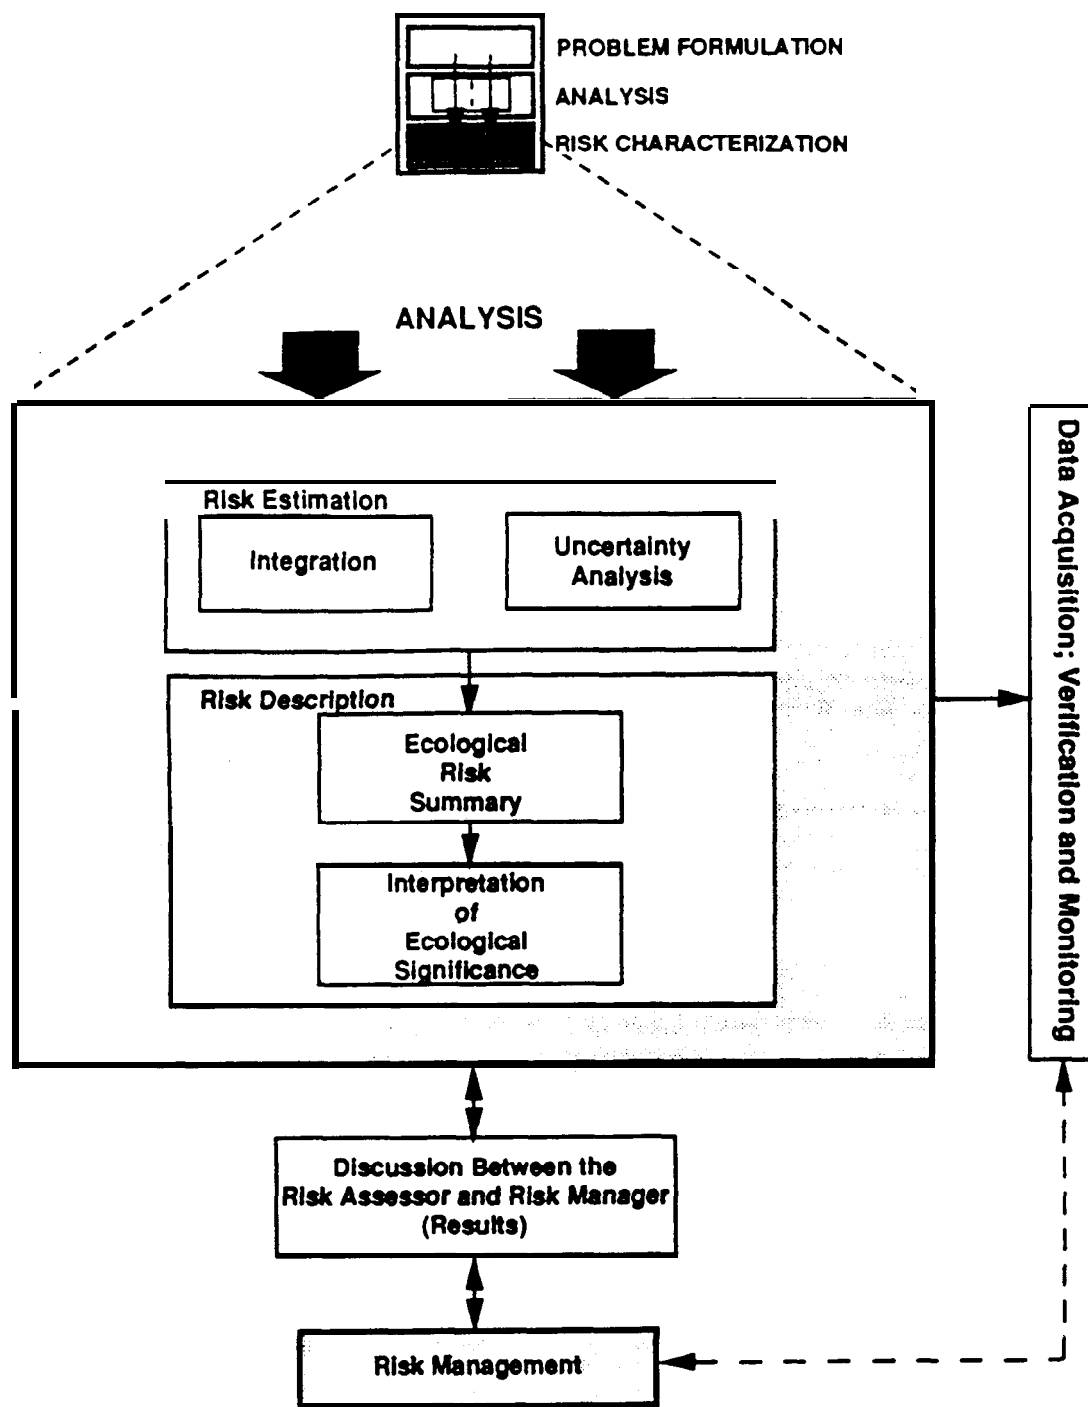 PROBLEM FORMULATION
ANALYSIS
RISK CHARACTERIZATION
ANALYSIS
Risk Estimation
Integration
Uncertainty
Analysis
Risk Description
Ecological
Risk
Summary
Interpretation
of
Ecological
Significance
Data Acquisition; Verification and Monitoring
Discussion Between the
Risk Assessor and Risk Manager
(Results)
Risk Management